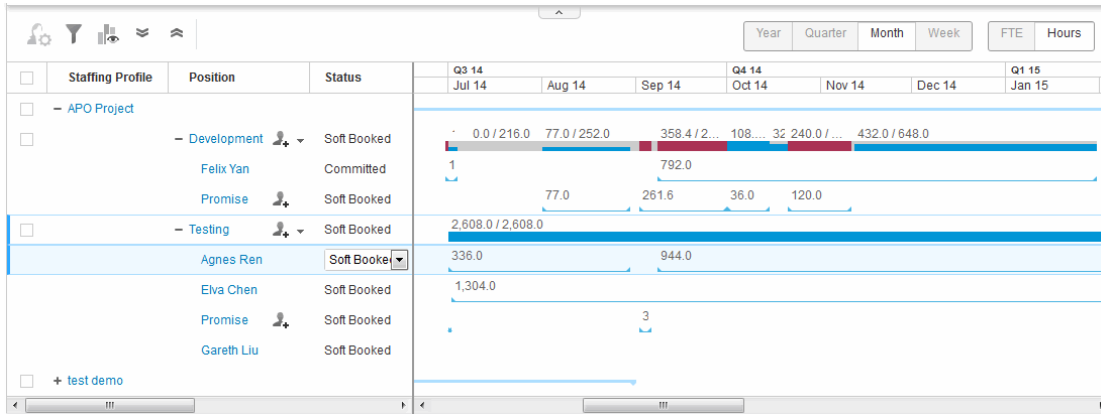 Year Quarter Month Week FTE Hours
Staffing Profile Position Status Q3 14 Q4 14 Q1 15
Jul 14 Aug 14 Sep 14 Oct 14 Nov 14 Dec 14 Jan 15
− APO Project
− Development Soft Booked 0.0 / 216.0 77.0 / 252.0 358.4 / 2... 108.... 32 240.0 / ... 432.0 / 648.0
Felix Yan Committed 1 792.0
Promise Soft Booked 77.0 261.6 36.0 120.0
− Testing Soft Booked 2,608.0 / 2,608.0
Agnes Ren Soft Booke 336.0 944.0
Elva Chen Soft Booked 1,304.0
Promise Soft Booked 3
Gareth Liu Soft Booked
+ test demo